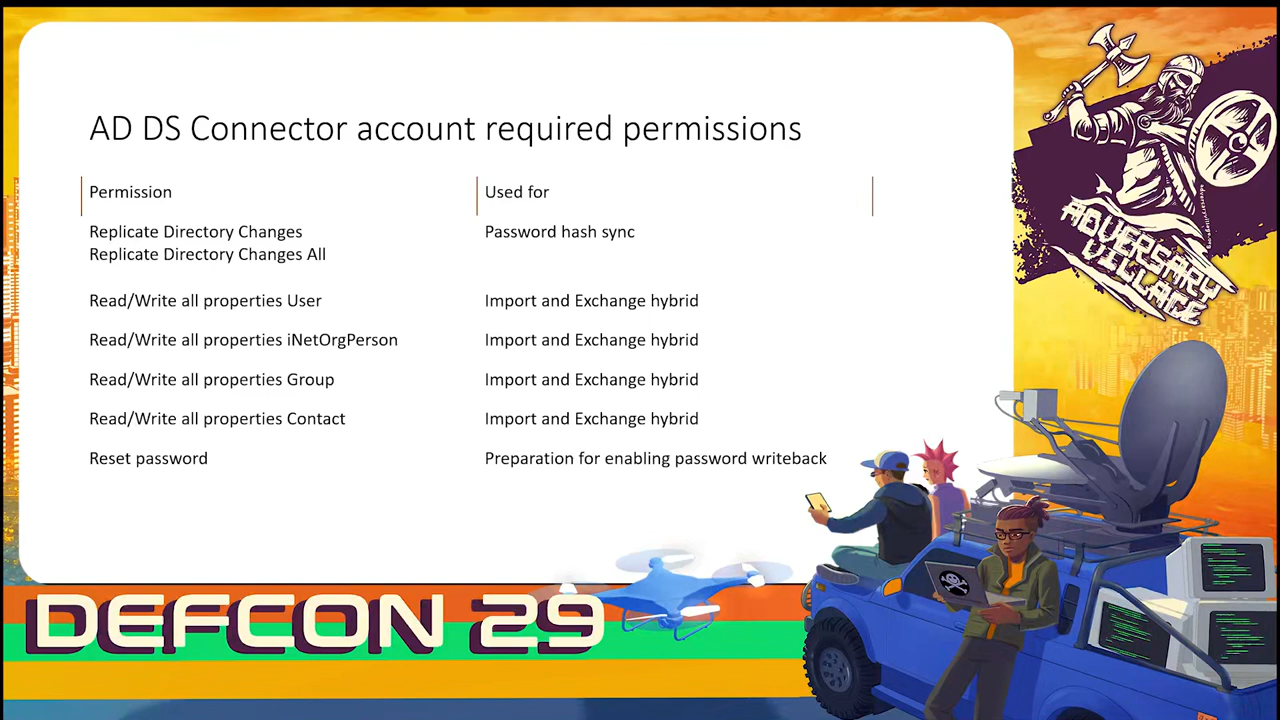 AD DS Connector account required permissions
Permission
Used for
Replicate Directory Changes
Replicate Directory Changes All
Password hash sync
Read/Write all properties User
Import and Exchange hybrid
Read/Write all properties iNetOrgPerson
Import and Exchange hybrid
Read/Write all properties Group
Import and Exchange hybrid
Read/Write all properties Contact
Import and Exchange hybrid
Reset password
Preparation for enabling password writeback
ADVERSARY
VILLAGE
DEFCON 29